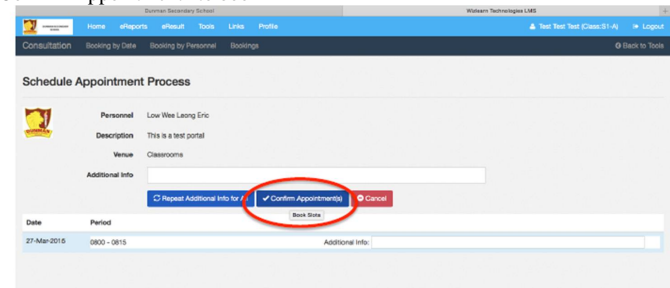 Dunman Secondary School Wizlearn Technologies LMS
Home eReports eResult Tools Links Profile Test Test Test (Class:S1-A) Logout
Consultation Booking by Date Booking by Personnel Bookings Back to Tools
Schedule Appointment Process
Personnel Low Wee Leong Eric
Description This is a test portal
Venue Classrooms
Additional Info
Repeat Additional Info for All Confirm Appointment(s) Cancel
Book Slots
Date Period
27-Mar-2015 0800 - 0815 Additional Info: